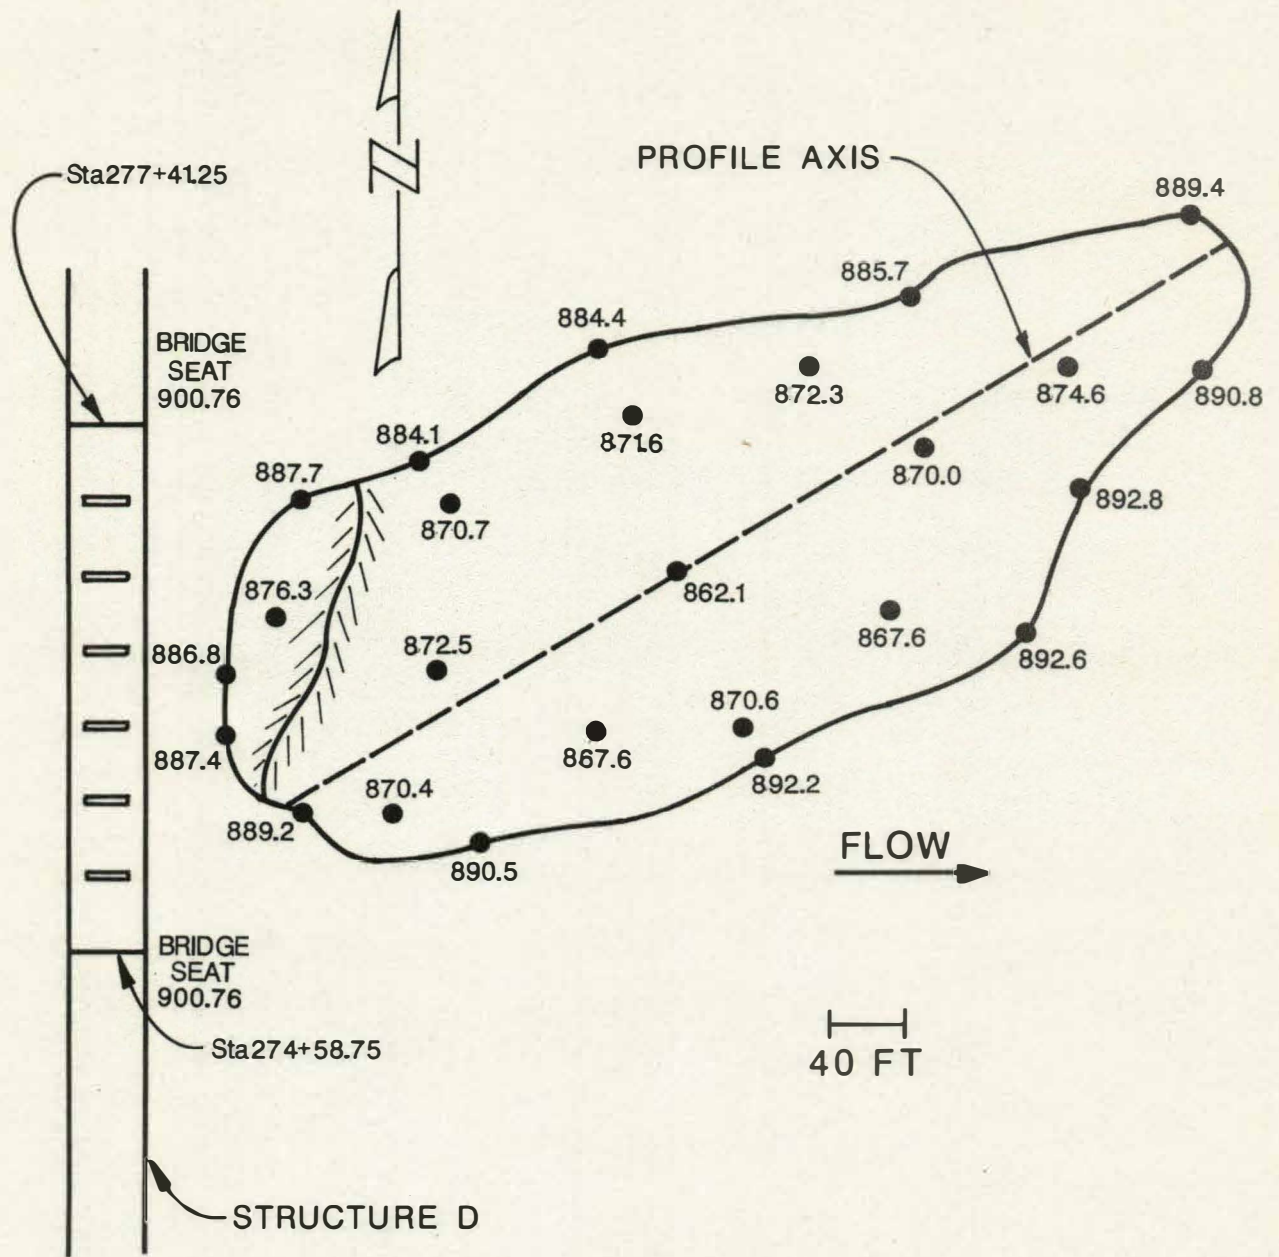 N
PROFILE AXIS
Sta277+41.25
889.4
885.7
BRIDGE
SEAT
900.76
884.4
872.3
874.6
890.8
871.6
884.1
887.7
870.0
892.8
870.7
876.3
862.1
867.6
892.6
886.8
872.5
870.6
887.4
867.6
892.2
870.4
889.2
890.5
FLOW
BRIDGE
SEAT
900.76
Sta274+58.75
40 FT
STRUCTURE D